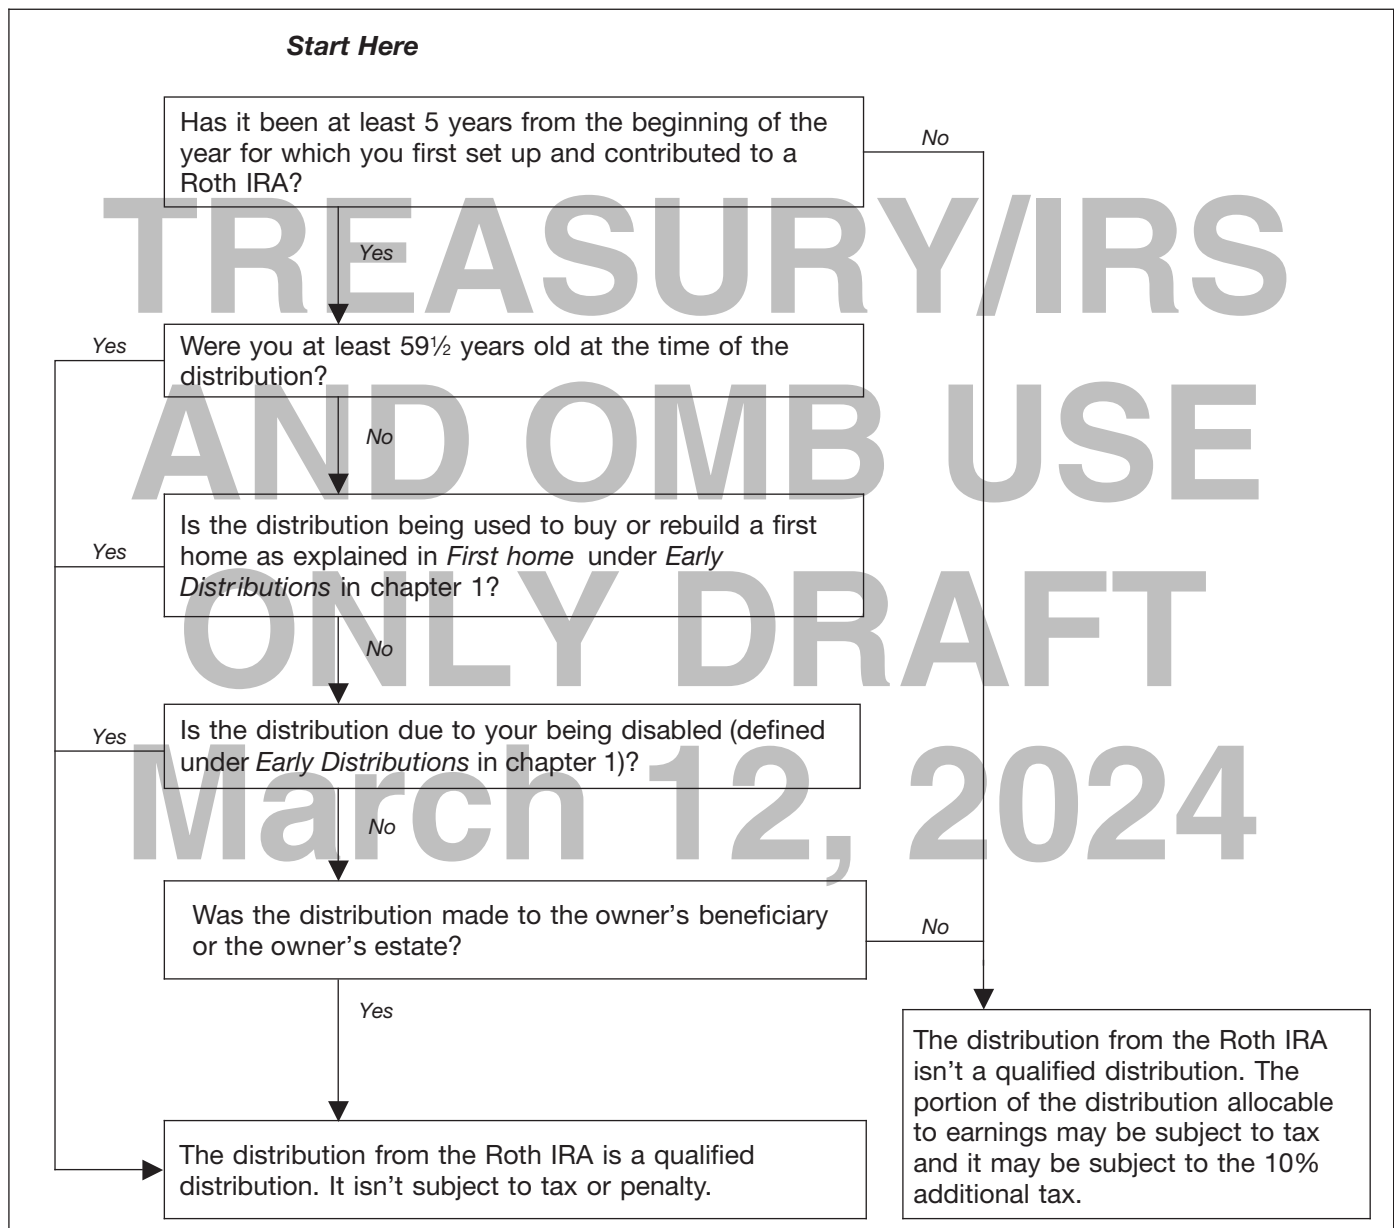 Start Here
Has it been at least 5 years from the beginning of the
year for which you first set up and contributed to a
Roth IRA?
No
Yes
TREASURY/IRS
Yes
Were you at least 59½ years old at the time of the
distribution?
No
AND OMB USE
Is the distribution being used to buy or rebuild a first
home as explained in First home under Early
Distributions in chapter 1?
Yes
No
ONLY DRAFT
Is the distribution due to your being disabled (defined
under Early Distributions in chapter 1)?
Yes
No
March 12, 2024
Was the distribution made to the owner’s beneficiary
or the owner’s estate?
No
Yes
The distribution from the Roth IRA
isn’t a qualified distribution. The
portion of the distribution allocable
to earnings may be subject to tax
and it may be subject to the 10%
additional tax.
The distribution from the Roth IRA is a qualified
distribution. It isn’t subject to tax or penalty.